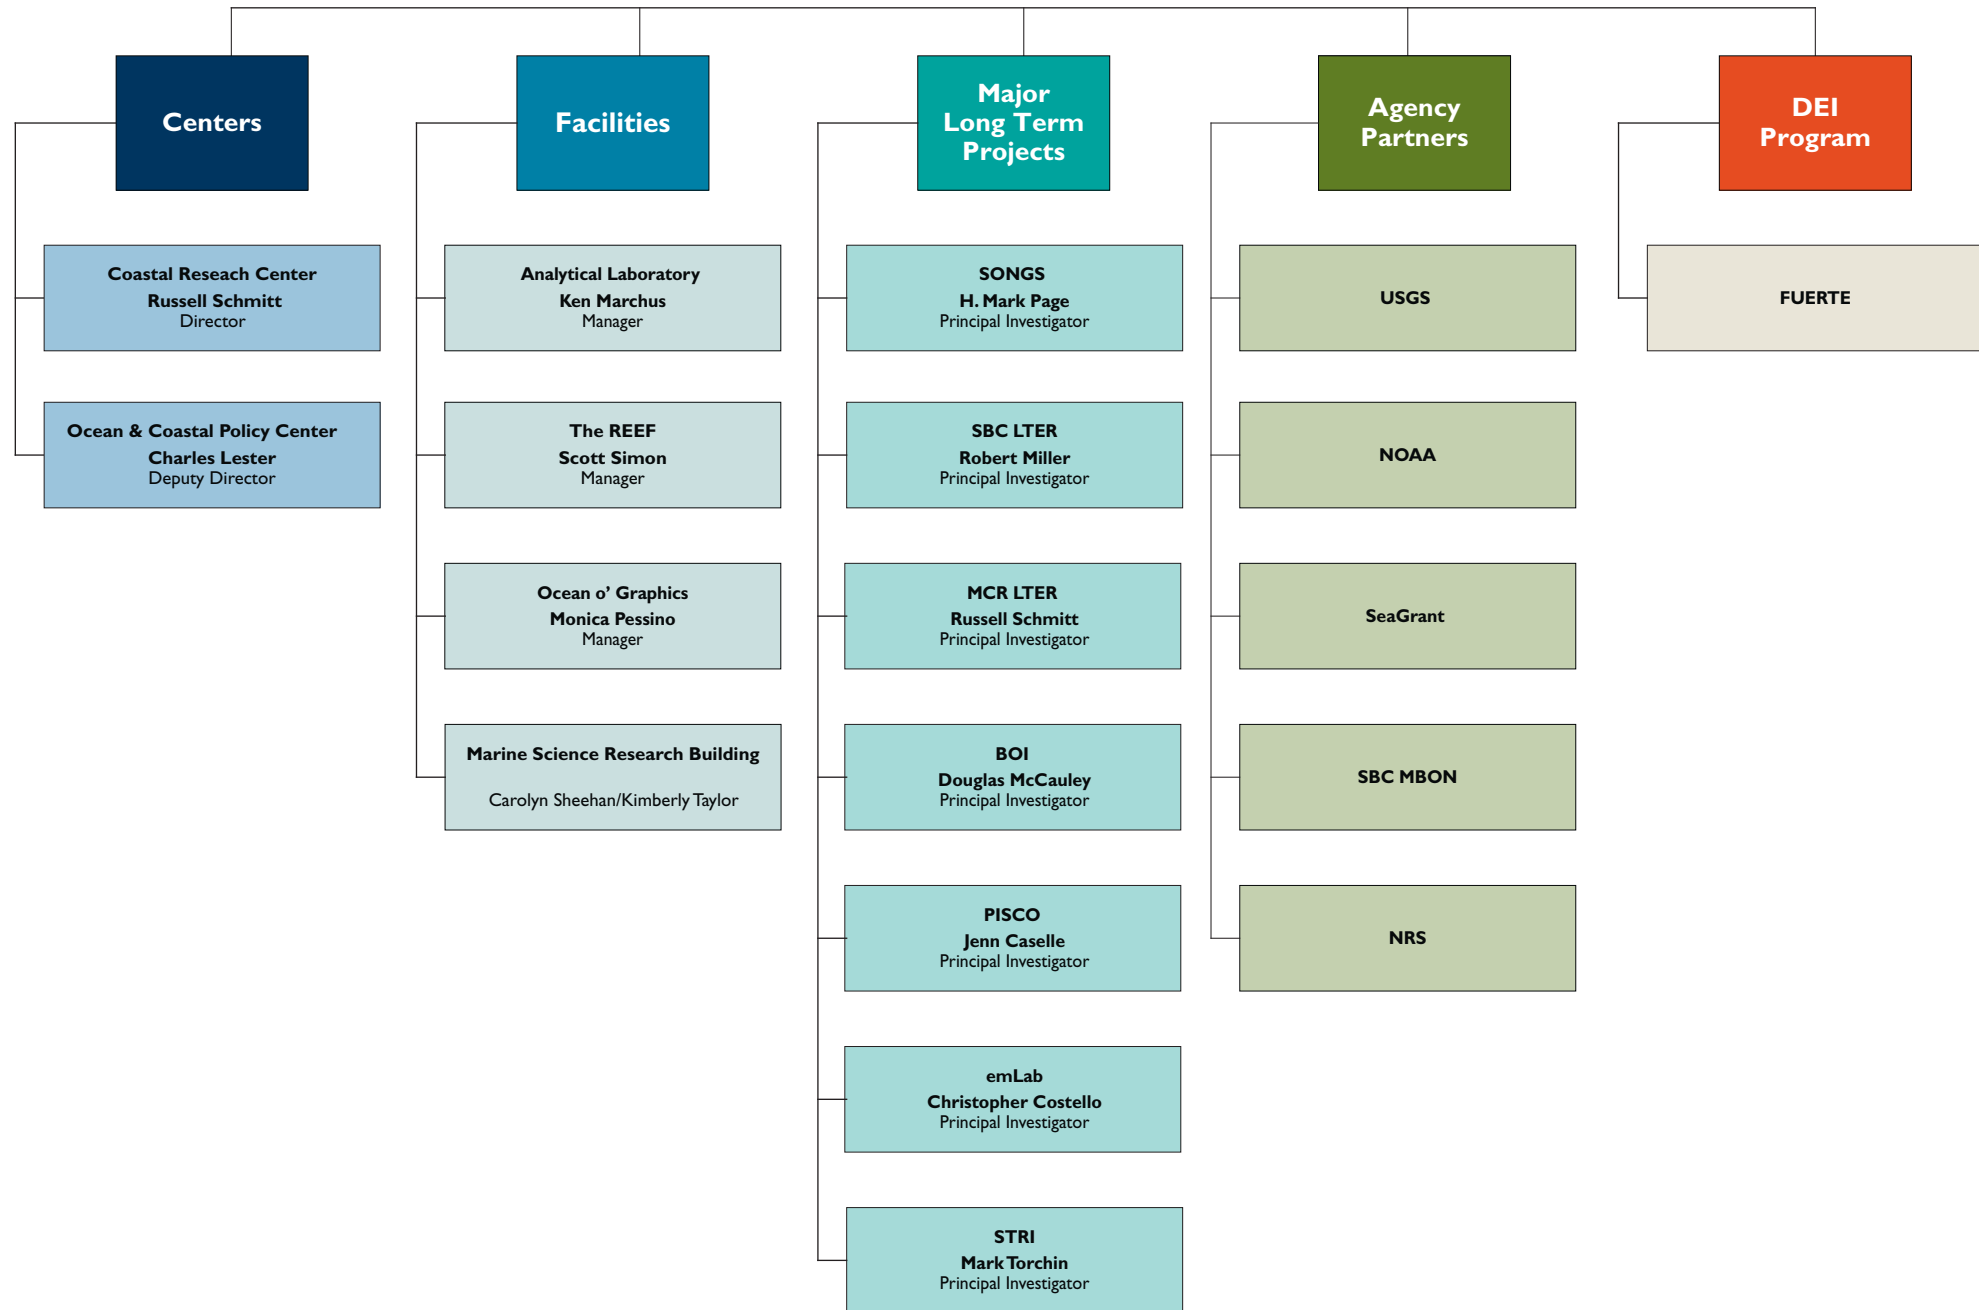 Centers
Coastal Reseach Center
Russell Schmitt
Director
Ocean & Coastal Policy Center
Charles Lester
Deputy Director
Facilities
Analytical Laboratory
Ken Marchus
Manager
The REEF
Scott Simon
Manager
Ocean o’ Graphics
Monica Pessino
Manager
Marine Science Research Building
Carolyn Sheehan/Kimberly Taylor
Major
Long Term
Projects
SONGS
H. Mark Page
Principal Investigator
SBC LTER
Robert Miller
Principal Investigator
MCR LTER
Russell Schmitt
Principal Investigator
BOI
Douglas McCauley
Principal Investigator
PISCO
Jenn Caselle
Principal Investigator
emLab
Christopher Costello
Principal Investigator
STRI
Mark Torchin
Principal Investigator
Agency
Partners
USGS
NOAA
SeaGrant
SBC MBON
NRS
DEI
Program
FUERTE